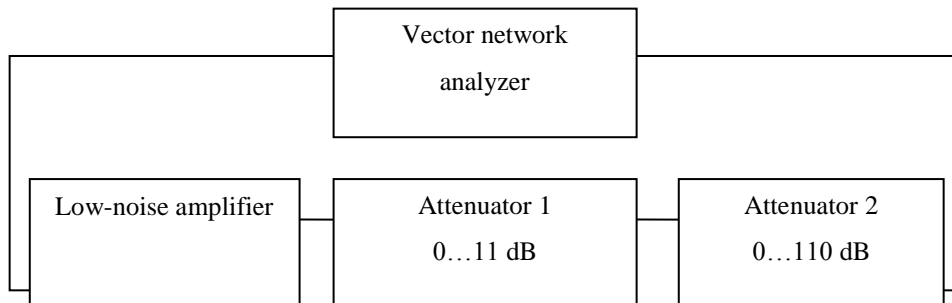 Vector network
analyzer
Low-noise amplifier
Attenuator 1
0…11 dB
Attenuator 2
0…110 dB